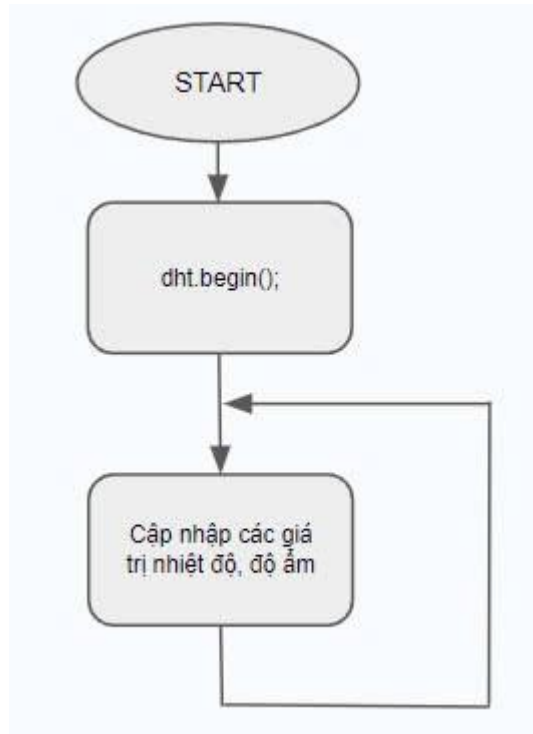 START
dht.begin();
Cập nhập các giá
trị nhiệt độ, độ ẩm